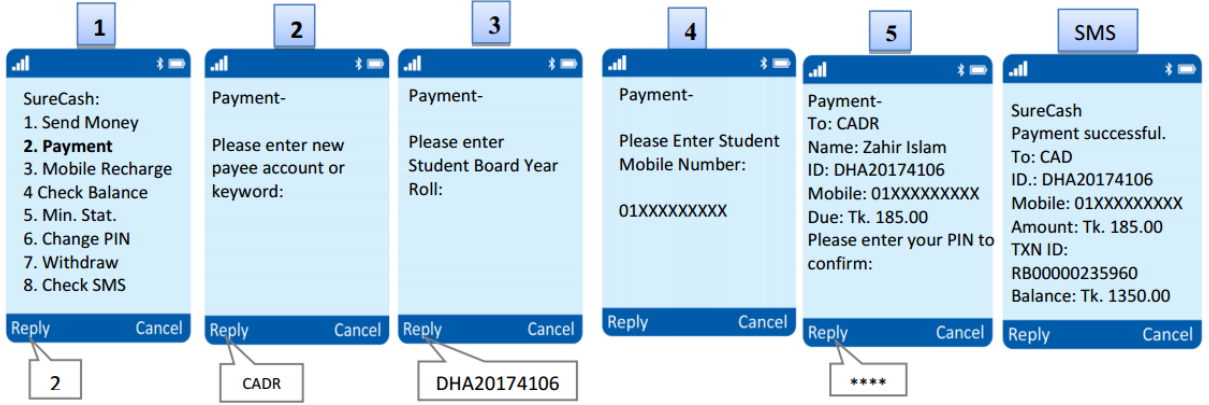 1
SureCash:
1. Send Money
2. Payment
3. Mobile Recharge
4 Check Balance
5. Min. Stat.
6. Change PIN
7. Withdraw
8. Check SMS
Reply Cancel
2
2
Payment-
Please enter new
payee account or
keyword:
Reply Cancel
CADR
3
Payment-
Please enter
Student Board Year
Roll:
Reply Cancel
DHA20174106
4
Payment-
Please Enter Student
Mobile Number:
01XXXXXXXXX
Reply Cancel
5
Payment-
To: CADR
Name: Zahir Islam
ID: DHA20174106
Mobile: 01XXXXXXXXX
Due: Tk. 185.00
Please enter your PIN to
confirm:
Reply Cancel
****
SMS
SureCash
Payment successful.
To: CAD
ID.: DHA20174106
Mobile: 01XXXXXXXXX
Amount: Tk. 185.00
TXN ID:
RB00000235960
Balance: Tk. 1350.00
Reply Cancel